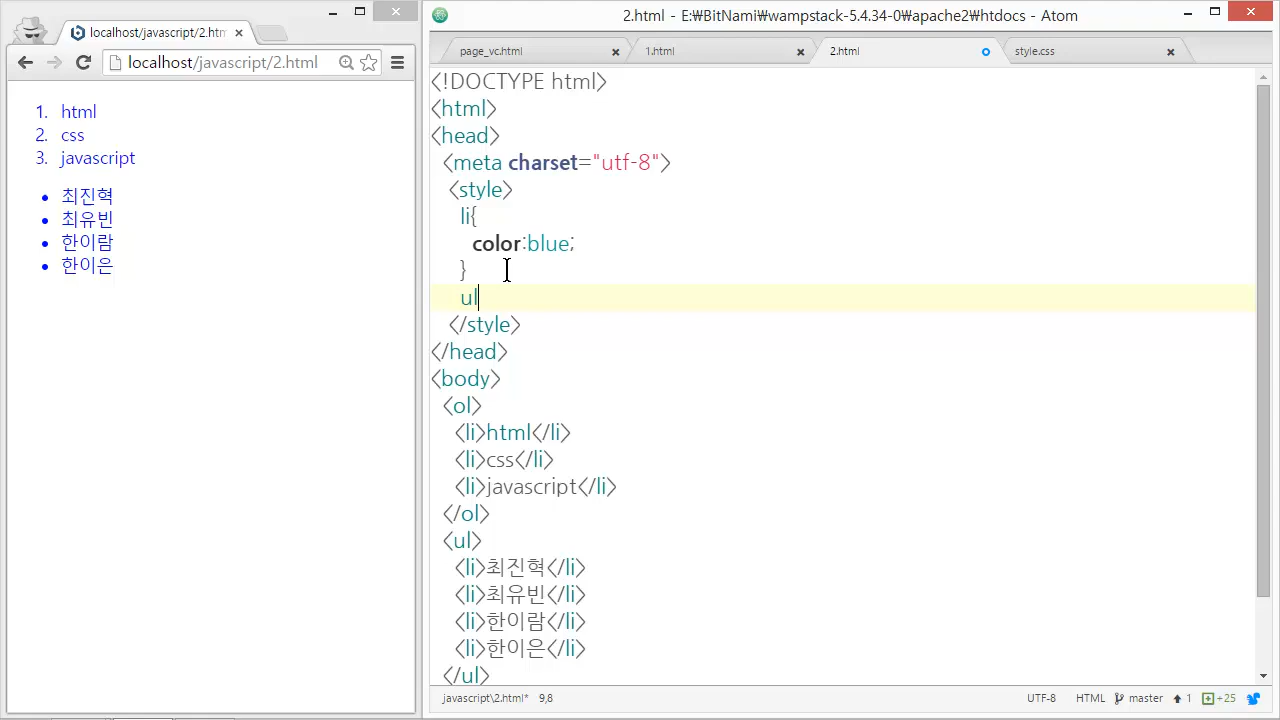 localhost/javascript/2.htm
localhost/javascript/2.html
1. html
2. css
3. javascript
• 최진혁
• 최유빈
• 한이람
• 한이은
2.html - E:₩BitNami₩wampstack-5.4.34-0₩apache2₩htdocs - Atom
page_vc.html
1.html
2.html
style.css
<!DOCTYPE html>
<html>
<head>
<meta charset="utf-8">
<style>
li{
color:blue;
}
ul
</style>
</head>
<body>
<ol>
<li>html</li>
<li>css</li>
<li>javascript</li>
</ol>
<ul>
<li>최진혁</li>
<li>최유빈</li>
<li>한이람</li>
<li>한이은</li>
</ul>
javascript\2.html* 9,8 UTF-8 HTML master 1 +25